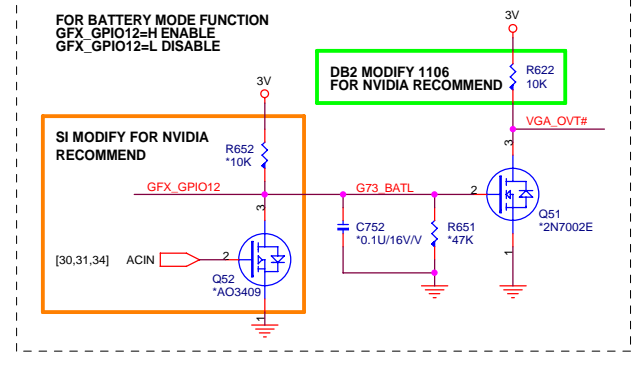 FOR BATTERY MODE FUNCTION
GFX_GPIO12=H ENABLE
GFX_GPIO12=L DISABLE
3V
DB2 MODIFY 1106
FOR NVIDIA RECOMMEND
R622
10K
3V
SI MODIFY FOR NVIDIA
RECOMMEND
R652
*10K
VGA_OVT#
3
GFX_GPIO12
G73_BATL
2
3
Q51
*2N7002E
C752
*0.1U/16V/V
R651
*47K
[30,31,34]
ACIN
2
1
Q52
*AO3409
1